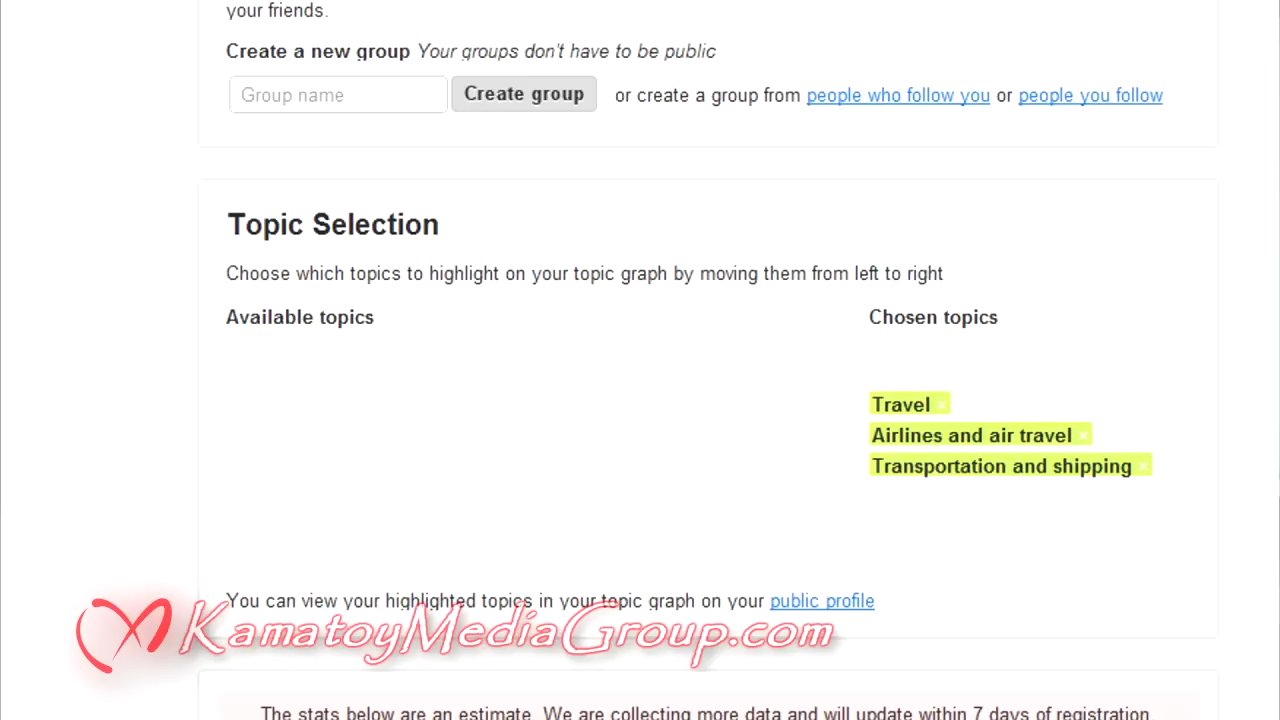 your friends.
Create a new group Your groups don't have to be public
Group name Create group or create a group from people who follow you or people you follow
Topic Selection
Choose which topics to highlight on your topic graph by moving them from left to right
Available topics Chosen topics
Travel ×
Airlines and air travel ×
Transportation and shipping ×
You can view your highlighted topics in your topic graph on your public profile
KamatoyMediaGroup.com
The stats below are an estimate. We are collecting more data and will update within 7 days of registration.